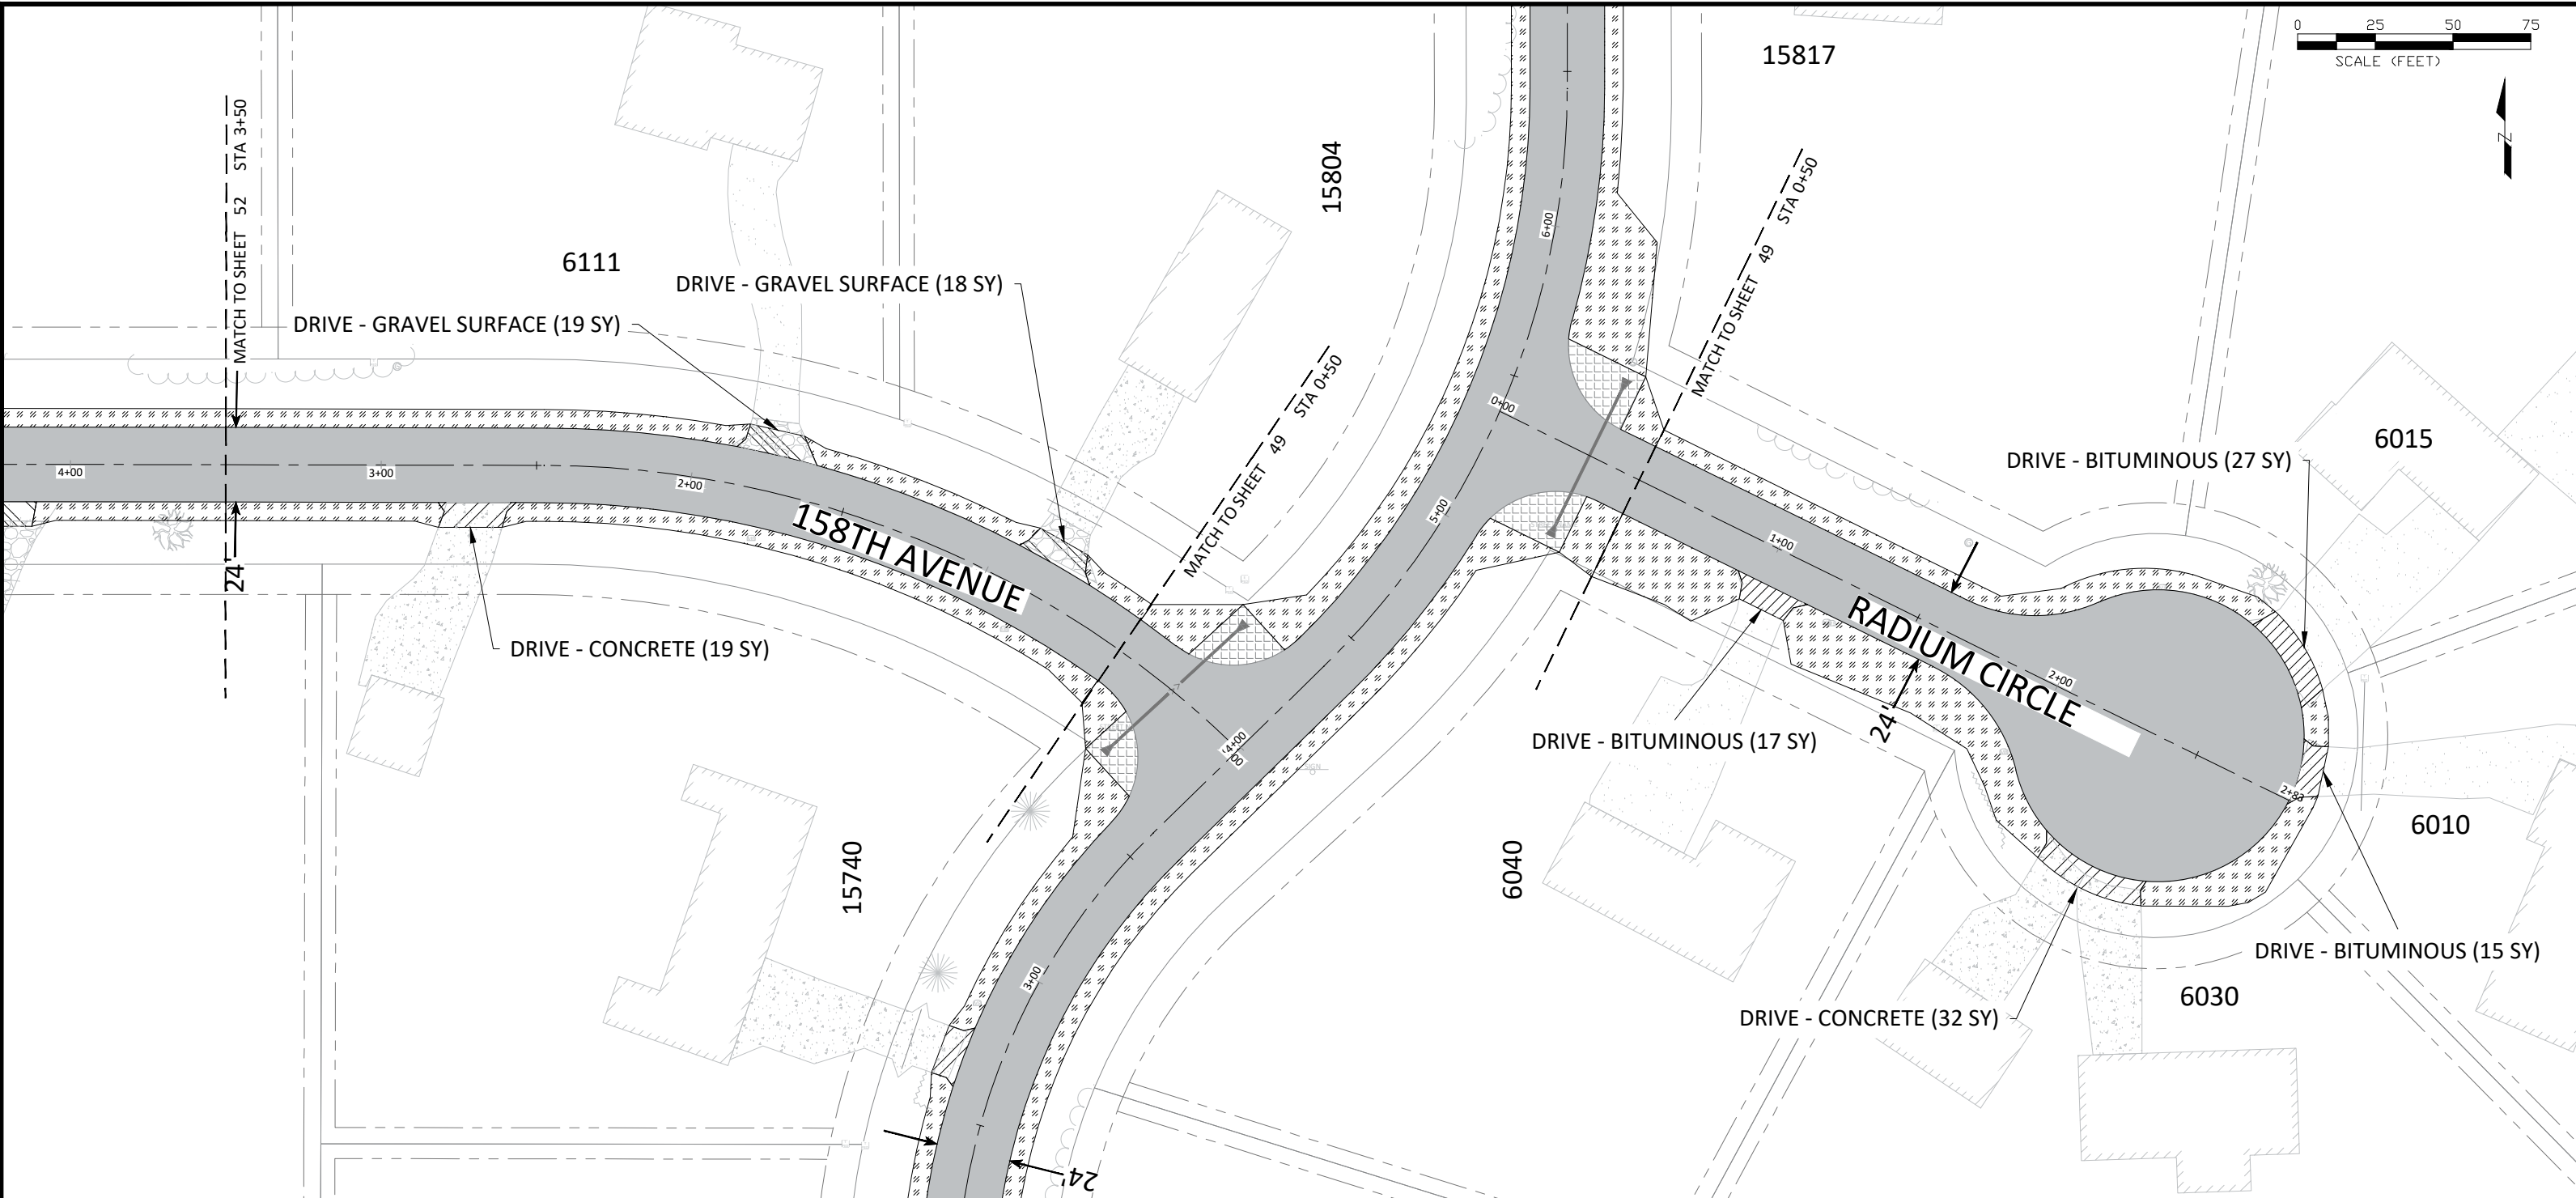 0 25 50 75
SCALE (FEET)
N
15817
MATCH TO SHEET 52 STA 3+50
15804
MATCH TO SHEET 49 STA 0+50
6+00
6111
DRIVE - GRAVEL SURFACE (18 SY)
DRIVE - GRAVEL SURFACE (19 SY)
MATCH TO SHEET 49 STA 0+50
0+00
6015
DRIVE - BITUMINOUS (27 SY)
4+00
3+00
2+00
5+00
1+00
158TH AVENUE
24'
RADIUM CIRCLE
DRIVE - CONCRETE (19 SY)
2+00
24'
DRIVE - BITUMINOUS (17 SY)
4+00
2+83
6010
15740
6040
DRIVE - BITUMINOUS (15 SY)
3+00
6030
DRIVE - CONCRETE (32 SY)
24'